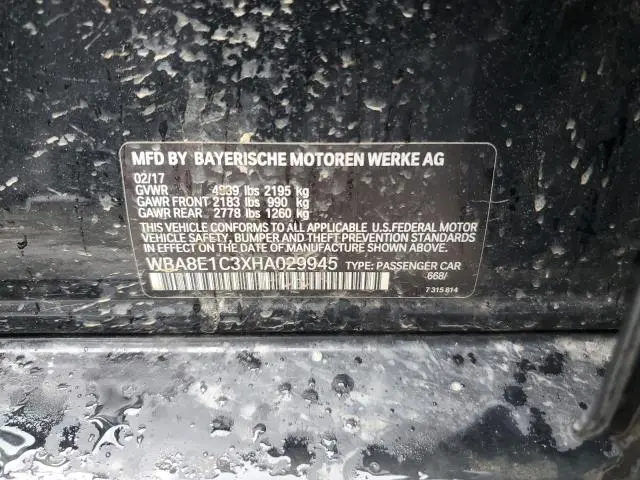 MFD BY BAYERISCHE MOTOREN WERKE AG
02/17
GVWR 4839 lbs 2195 kg
GAWR FRONT 2183 lbs 990 kg
GAWR REAR 2778 lbs 1260 kg
THIS VEHICLE CONFORMS TO ALL APPLICABLE U.S.FEDERAL MOTOR
VEHICLE SAFETY, BUMPER AND THEFT PREVENTION STANDARDS
IN EFFECT ON THE DATE OF MANUFACTURE SHOWN ABOVE.
WBA8E1C3XHA029945 TYPE: PASSENGER CAR
668/
7 315 814